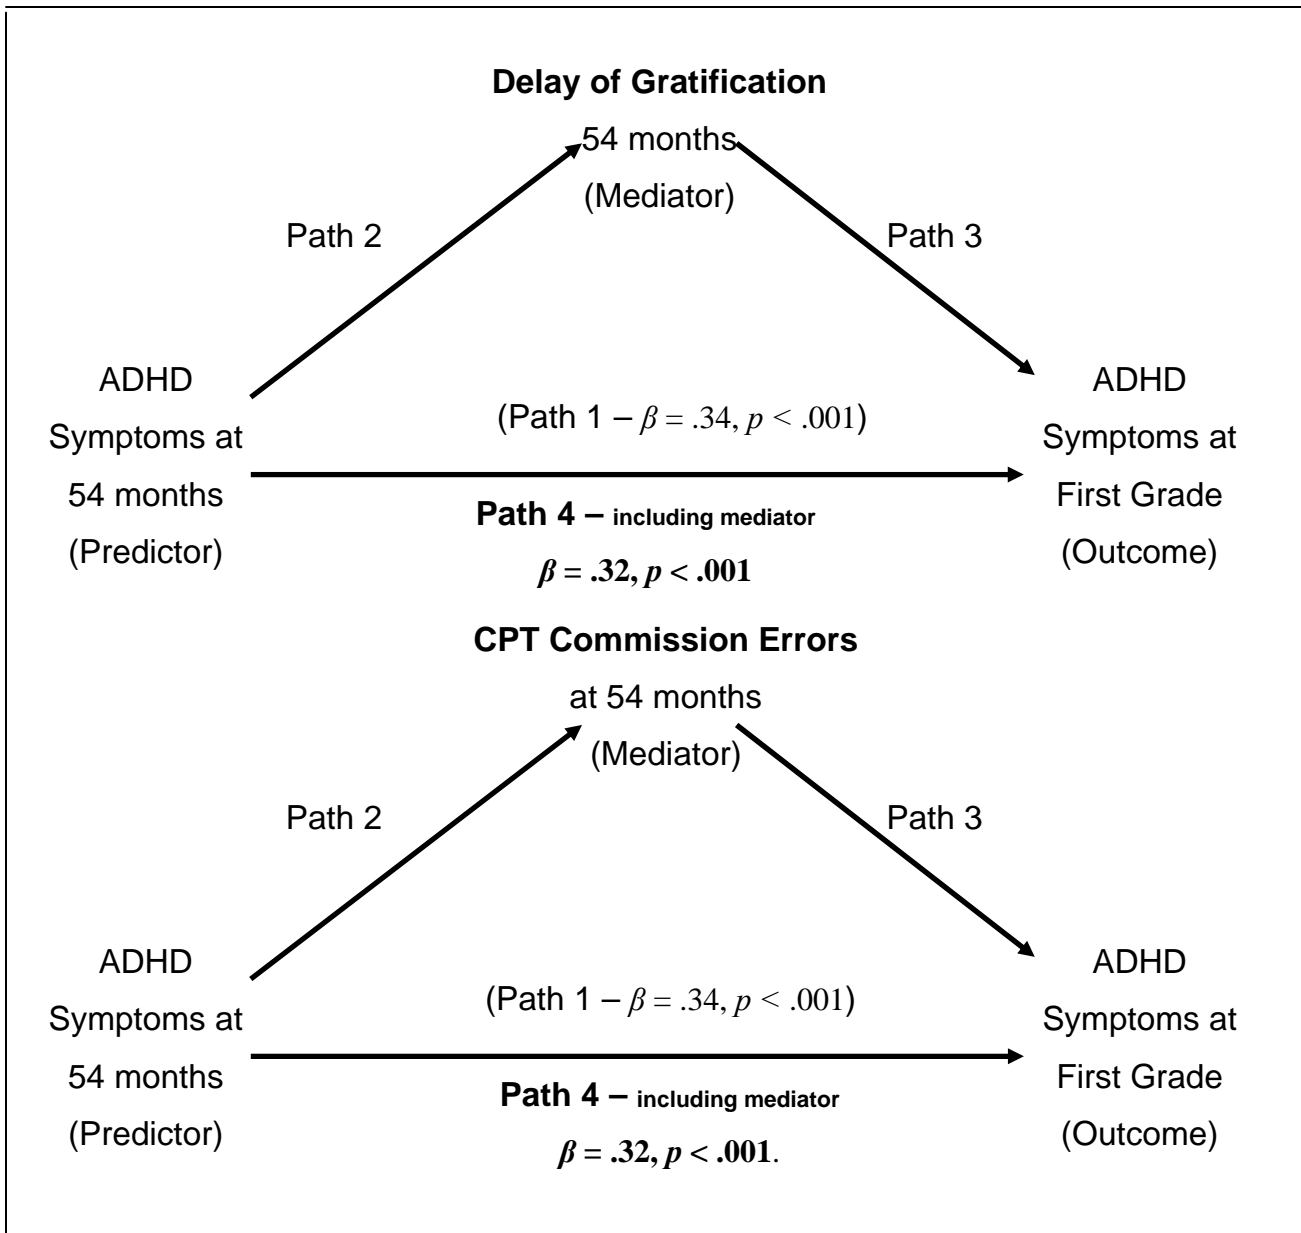 Delay of Gratification
54 months
(Mediator)
Path 2
Path 3
ADHD
Symptoms at
54 months
(Predictor)
(Path 1 – β = .34, p < .001)
Path 4 – including mediator
β = .32, p < .001
ADHD
Symptoms at
First Grade
(Outcome)
CPT Commission Errors
at 54 months
(Mediator)
Path 2
Path 3
ADHD
Symptoms at
54 months
(Predictor)
(Path 1 – β = .34, p < .001)
Path 4 – including mediator
β = .32, p < .001.
ADHD
Symptoms at
First Grade
(Outcome)